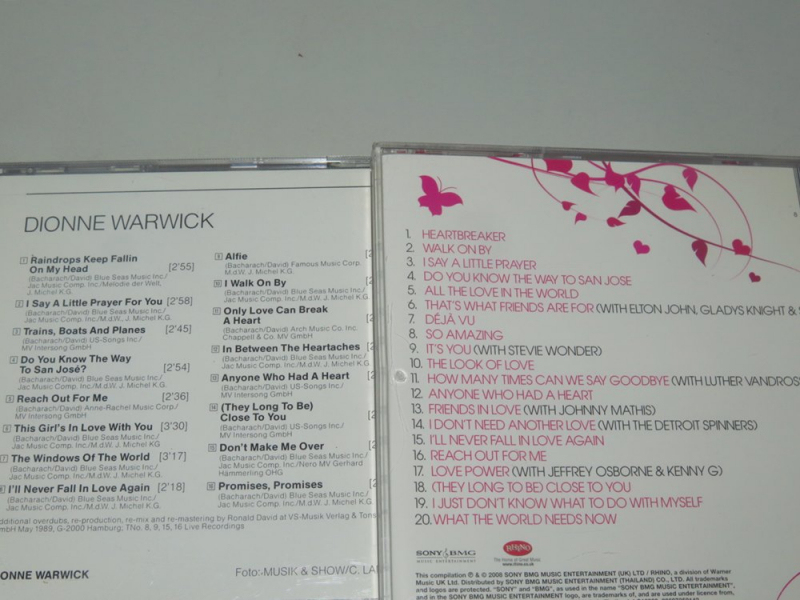 DIONNE WARWICK
1 Raindrops Keep Fallin
On My Head [2'55]
(Bacharach/David) Blue Seas Music Inc./
Jac Music Comp. Inc/Melodie der Welf,
J. Michel K.G.
2 I Say A Little Prayer For You [2'58]
(Bacharach/David) Blue Seas Music Inc./
Jac Music Comp. Inc/M.d.W., J. Michel K.G.
3 Trains, Boats And Planes [2'45]
(Bacharach/David) US-Songs Inc./
MV Intersong GmbH
4 Do You Know The Way
To San José? [2'54]
(Bacharach/David) Blue Seas Music Inc./
Jac Music Comp. Inc/M.d.W. J. Michel K.G.
5 Reach Out For Me [2'36]
(Bacharach/David) Anne-Rachel Music Corp./
MV Intersong GmbH
6 This Girl's In Love With You [3'30]
(Bacharach/David) Blue Seas Music Inc./
Jac Music Comp. Inc/M.d.W. J. Michel K.G.
7 The Windows Of The World [3'17]
(Bacharach/David) Blue Seas Music Inc./
Jac Music Comp. Inc/M.d.W. J. Michel K.G.
I'll Never Fall In Love Again [2'18]
(Bacharach/David) Blue Seas Music Inc./
Jac Music Comp. Inc/M.d.W. J. Michel K.G.
9 Alfie
(Bacharach/David) Famous Music Corp.
M.d.W. J. Michel K.G.
10 I Walk On By
(Bacharach/David) Blue Seas Music Inc./
Jac Music Comp. Inc./M.d.W. J. Michel K.G.
11 Only Love Can Break
A Heart
(Bacharach/David) Arch Music Co. Inc.
Chappell & Co. MV GmbH
12 In Between The Heartaches
(Bacharach/David) Blue Seas Music Inc./
Jac Music Comp. Inc./M.d.W. J. Michel K.G.
13 Anyone Who Had A Heart
(Bacharach/David) US-Songs Inc./
MV Intersong GmbH
14 (They Long To Be)
Close To You
(Bacharach/David) US-Songs Inc./
MV Intersong GmbH
15 Don't Make Me Over
(Bacharach/David) Blue Seas Music Inc./
Jac Music Comp. Inc./Nero MV Gerhard
Hämmerling OHG
16 Promises, Promises
(Bacharach/David) Blue Seas Music Inc./
Jac Music Comp. Inc./M.d.W. J. Michel K.G.
dditional overdubs, re-production, re-mix and re-mastering by Ronald David at VS-Musik Verlag & Tons
mbH May 1989, G-2000 Hamburg; TNo. 8, 9, 15, 16 Live Recordings
ONNE WARWICK
Foto:-MUSIK & SHOW/C. LAN
1. HEARTBREAKER
2. WALK ON BY
3. I SAY A LITTLE PRAYER
4. DO YOU KNOW THE WAY TO SAN JOSE
5. ALL THE LOVE IN THE WORLD
6. THAT'S WHAT FRIENDS ARE FOR (WITH ELTON JOHN, GLADYS KNIGHT & S
7. DÉJÀ VU
8. SO AMAZING
9. IT'S YOU (WITH STEVIE WONDER)
10. THE LOOK OF LOVE
11. HOW MANY TIMES CAN WE SAY GOODBYE (WITH LUTHER VANDROSS
12. ANYONE WHO HAD A HEART
13. FRIENDS IN LOVE (WITH JOHNNY MATHIS)
14. I DON'T NEED ANOTHER LOVE (WITH THE DETROIT SPINNERS)
15. I'LL NEVER FALL IN LOVE AGAIN
16. REACH OUT FOR ME
17. LOVE POWER (WITH JEFFREY OSBORNE & KENNY G)
18. (THEY LONG TO BE) CLOSE TO YOU
19. I JUST DON'T KNOW WHAT TO DO WITH MYSELF
20. WHAT THE WORLD NEEDS NOW
SONY BMG
MUSIC ENTERTAINMENT
RHINO
This compilation ℗ & © 2008 SONY BMG MUSIC ENTERTAINMENT (UK) LTD / RHINO, a division of Warner
Music UK Ltd. Distributed by SONY BMG MUSIC ENTERTAINMENT (THAILAND) CO., LTD. All trademarks
and logos are protected. "SONY" and "BMG", as used in the name "SONY BMG MUSIC ENTERTAINMENT",
and in the SONY BMG MUSIC ENTERTAINMENT logo, are trademarks of, and are used under licence from,